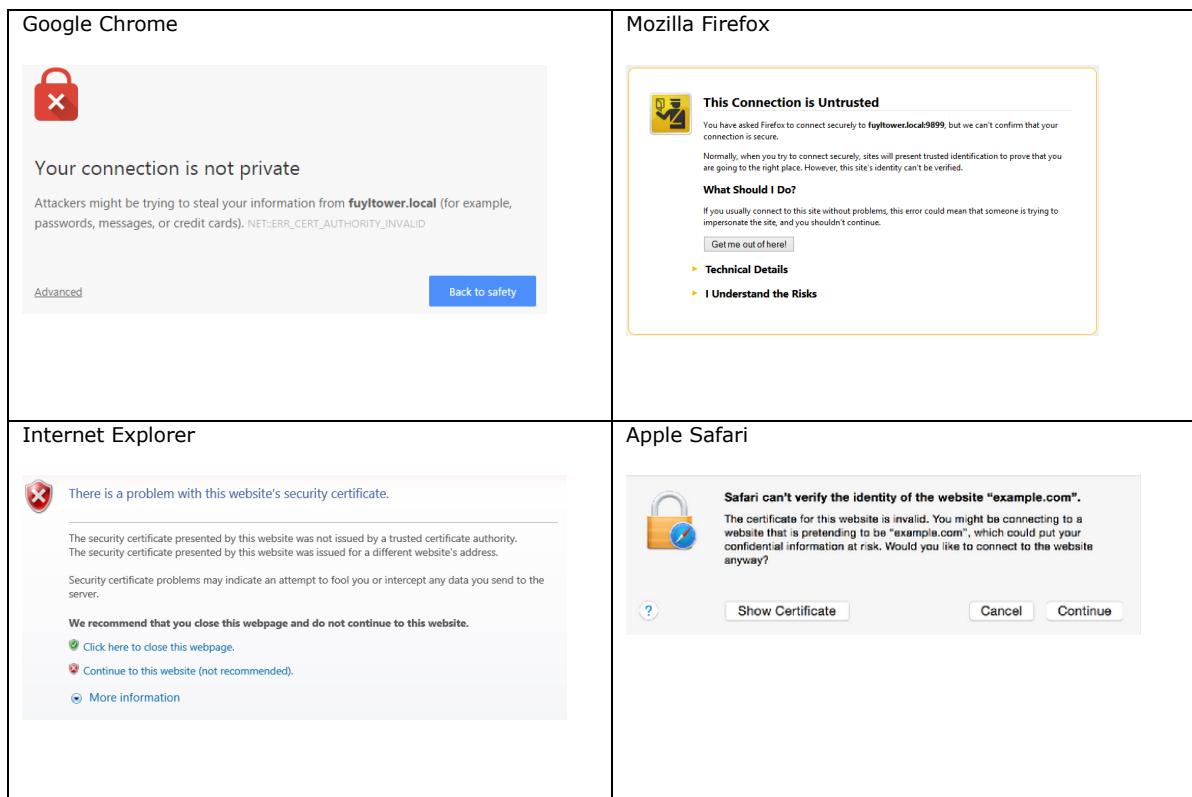 Google Chrome
Your connection is not private
Attackers might be trying to steal your information from fuyltower.local (for example,
passwords, messages, or credit cards). NET::ERR_CERT_AUTHORITY_INVALID
Advanced
Back to safety
Mozilla Firefox
This Connection is Untrusted
You have asked Firefox to connect securely to fuyltower.local:9899, but we can't confirm that your
connection is secure.
Normally, when you try to connect securely, sites will present trusted identification to prove that you
are going to the right place. However, this site's identity can't be verified.
What Should I Do?
If you usually connect to this site without problems, this error could mean that someone is trying to
impersonate the site, and you shouldn't continue.
Get me out of here!
Technical Details
I Understand the Risks
Internet Explorer
There is a problem with this website's security certificate.
The security certificate presented by this website was not issued by a trusted certificate authority.
The security certificate presented by this website was issued for a different website's address.
Security certificate problems may indicate an attempt to fool you or intercept any data you send to the
server.
We recommend that you close this webpage and do not continue to this website.
Click here to close this webpage.
Continue to this website (not recommended).
More information
Apple Safari
Safari can't verify the identity of the website “example.com”.
The certificate for this website is invalid. You might be connecting to a
website that is pretending to be “example.com”, which could put your
confidential information at risk. Would you like to connect to the website
anyway?
?
Show Certificate
Cancel
Continue